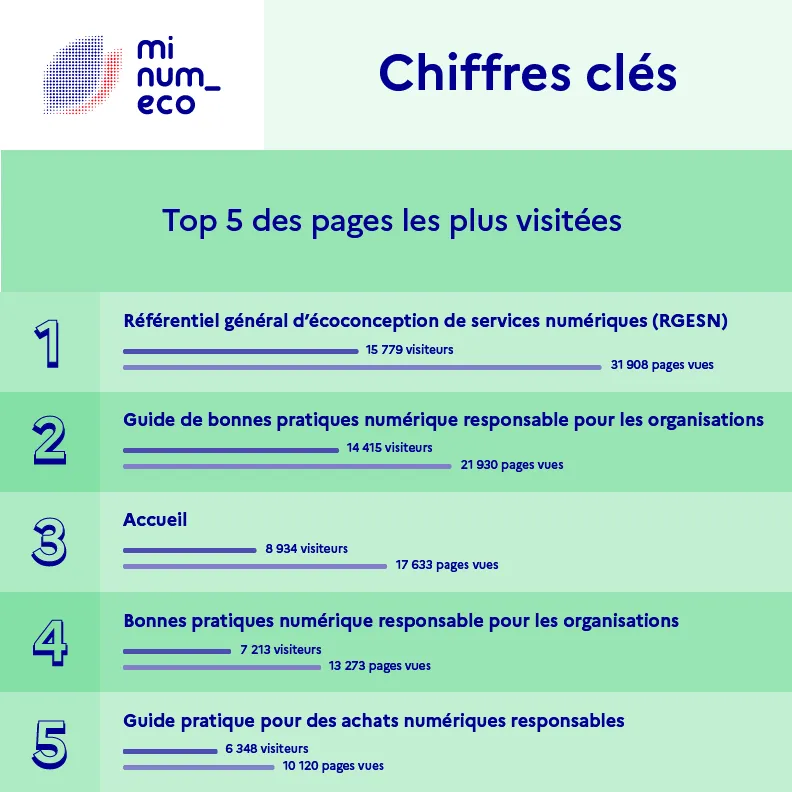 mi
num_
eco
Chiffres clés
Top 5 des pages les plus visitées
1
Référentiel général d’écoconception de services numériques (RGESN)
15 779 visiteurs
31 908 pages vues
2
Guide de bonnes pratiques numérique responsable pour les organisations
14 415 visiteurs
21 930 pages vues
3
Accueil
8 934 visiteurs
17 633 pages vues
4
Bonnes pratiques numérique responsable pour les organisations
7 213 visiteurs
13 273 pages vues
5
Guide pratique pour des achats numériques responsables
6 348 visiteurs
10 120 pages vues